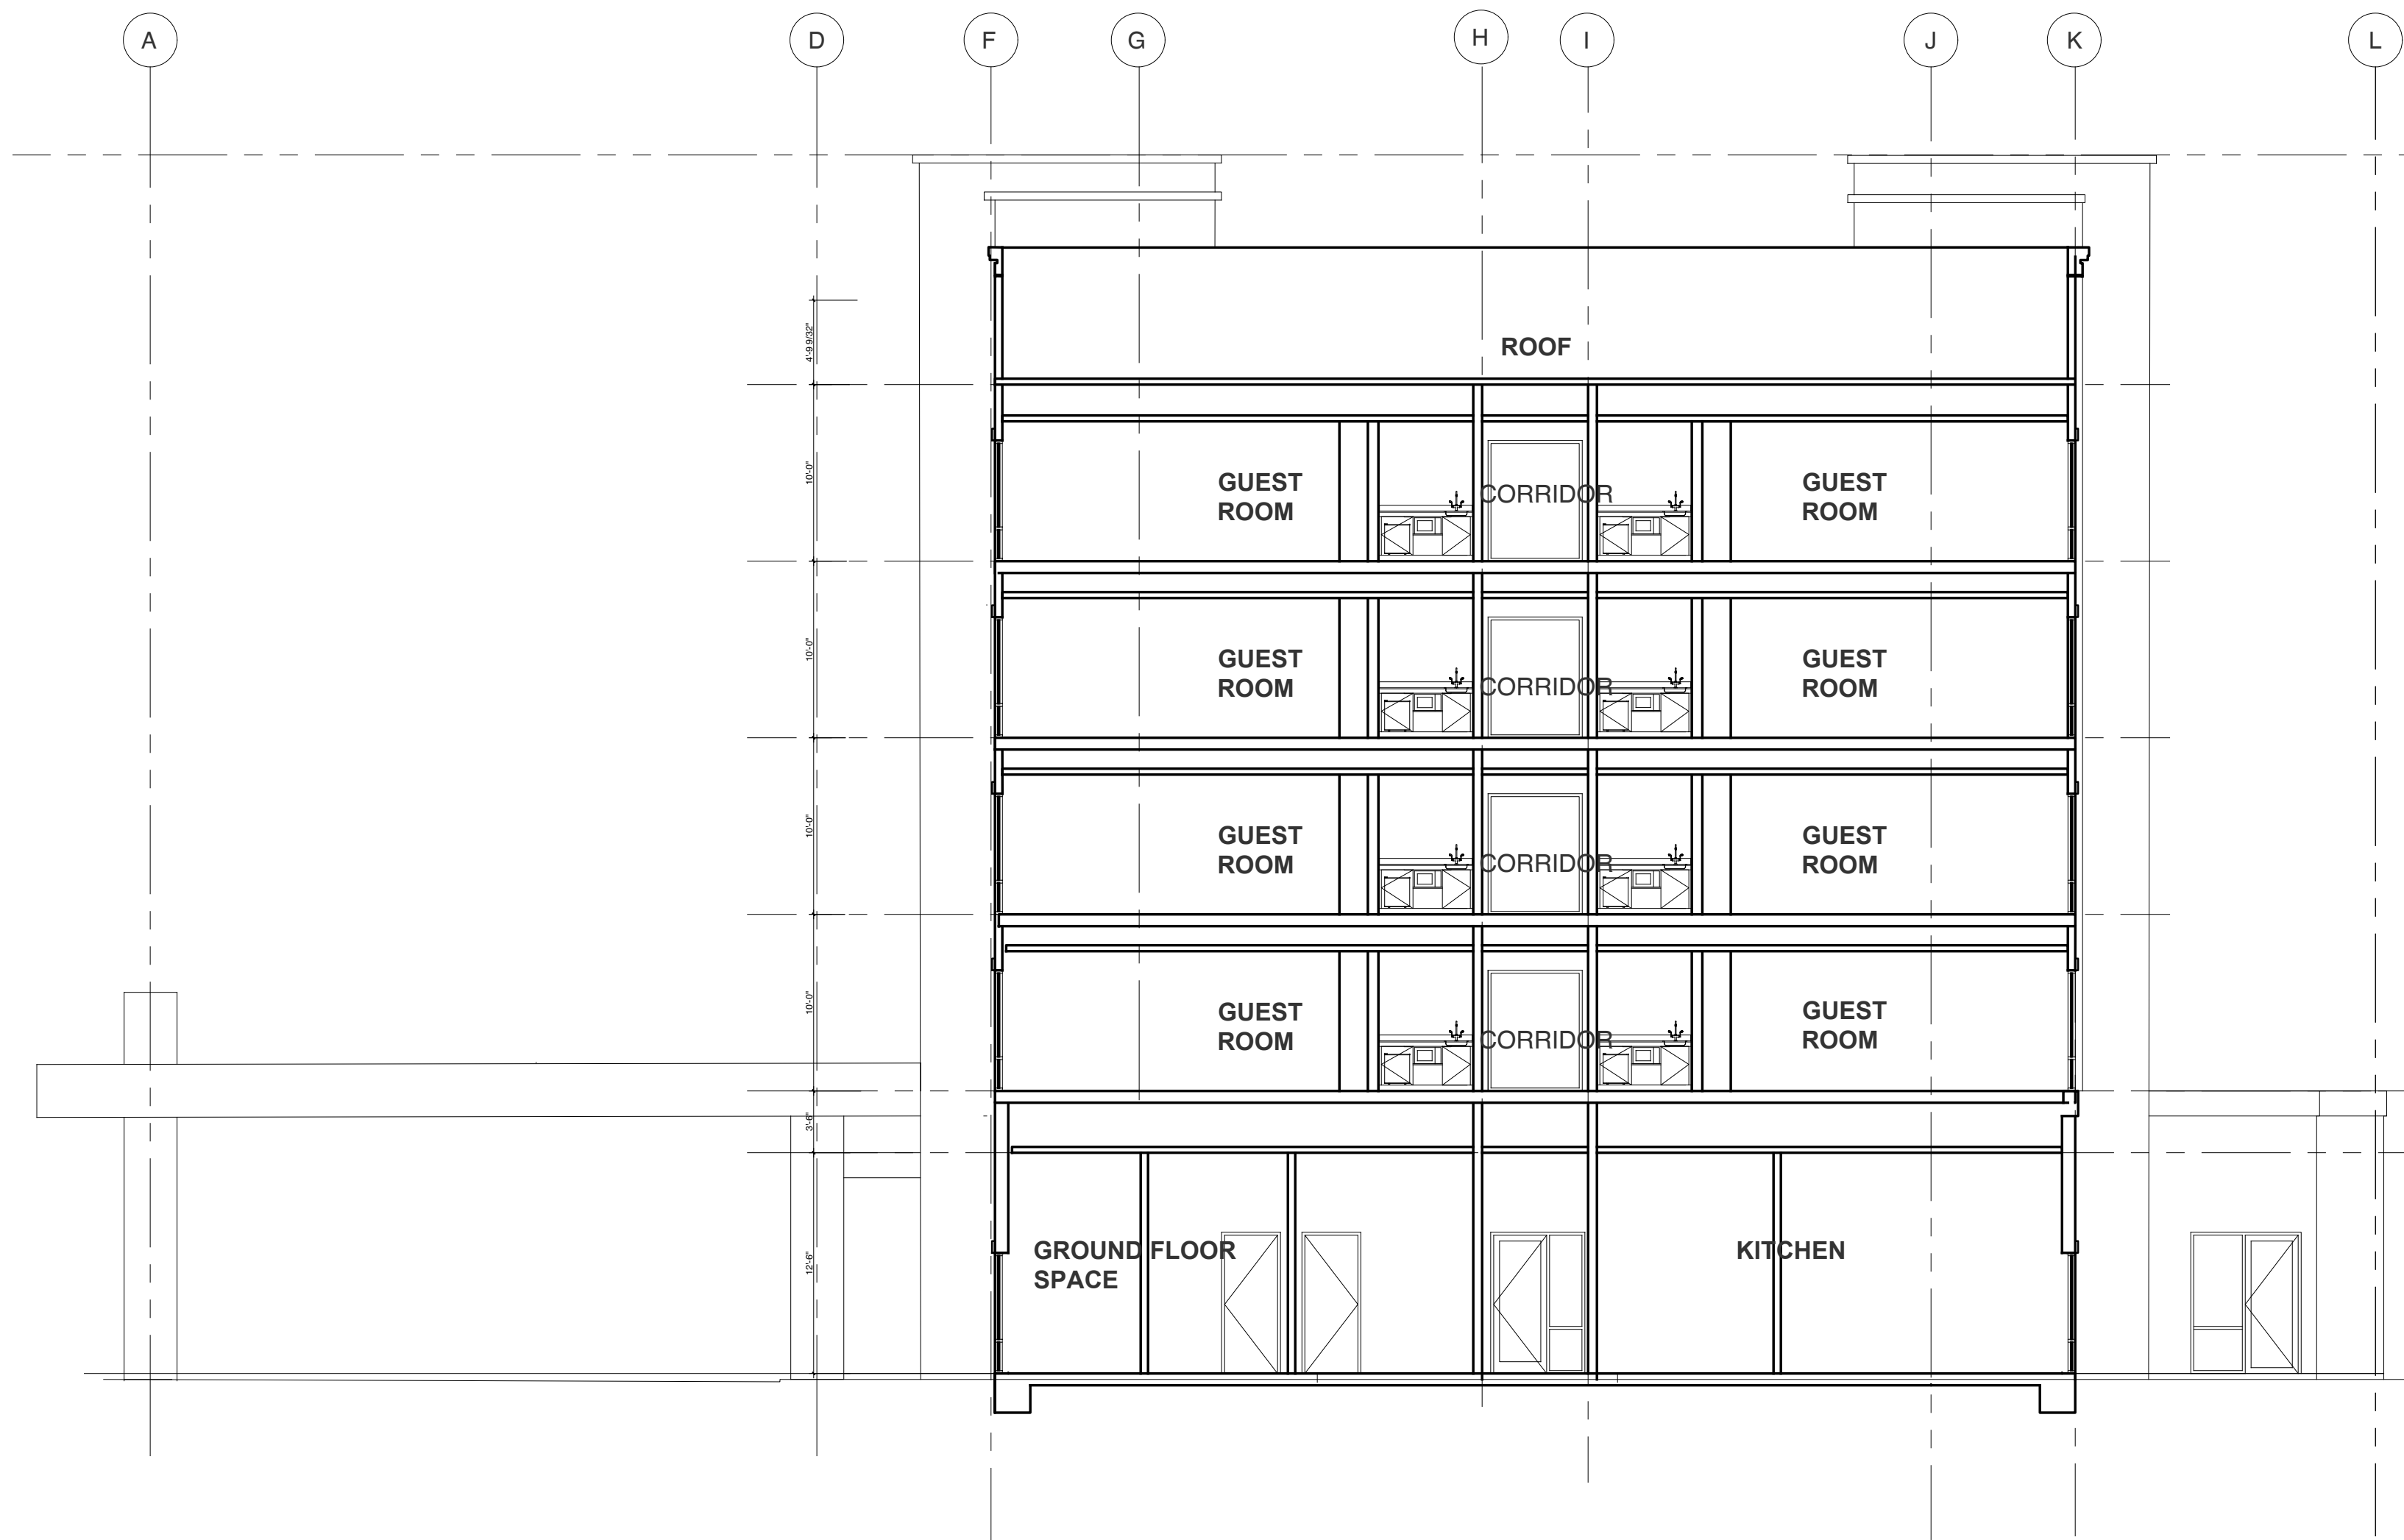 A
D
F
G
H
I
J
K
L
4'-9 9/32"
ROOF
10'-0"
GUEST
ROOM
CORRIDOR
GUEST
ROOM
10'-0"
GUEST
ROOM
CORRIDOR
GUEST
ROOM
10'-0"
GUEST
ROOM
CORRIDOR
GUEST
ROOM
10'-0"
GUEST
ROOM
CORRIDOR
GUEST
ROOM
3'-6"
12'-6"
GROUND FLOOR
SPACE
KITCHEN